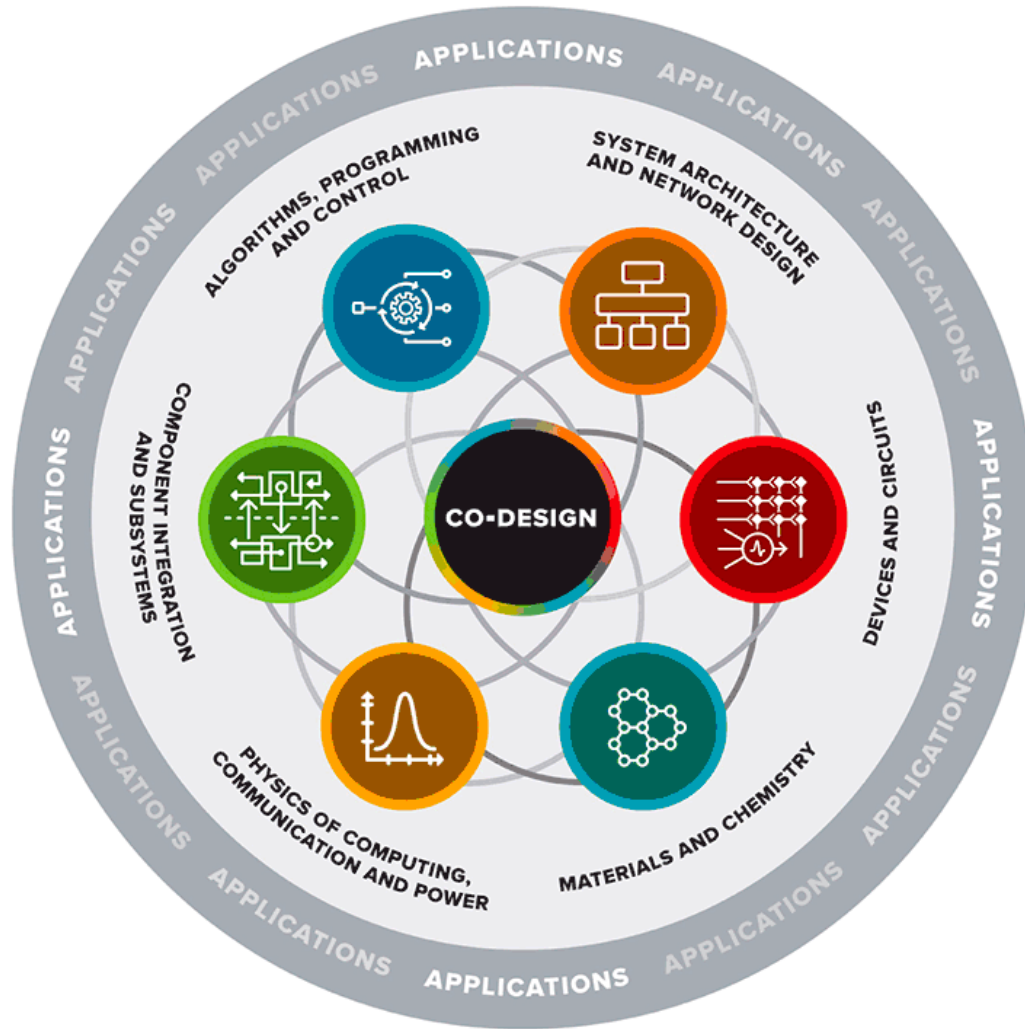 APPLICATIONS
APPLICATIONS
APPLICATIONS
ALGORITHMS, PROGRAMMING
AND CONTROL
SYSTEM ARCHITECTURE
AND NETWORK DESIGN
APPLICATIONS
APPLICATIONS
COMPONENT INTEGRATION
AND SUBSYSTEMS
CO-DESIGN
DEVICES AND CIRCUITS
APPLICATIONS
APPLICATIONS
PHYSICS OF COMPUTING,
COMMUNICATION AND POWER
MATERIALS AND CHEMISTRY
APPLICATIONS
APPLICATIONS
APPLICATIONS
APPLICATIONS
APPLICATIONS